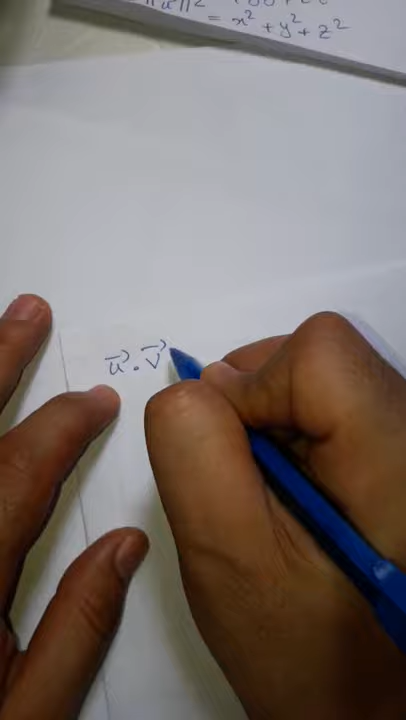 = x² + y² + z²
u⃗ . v⃗